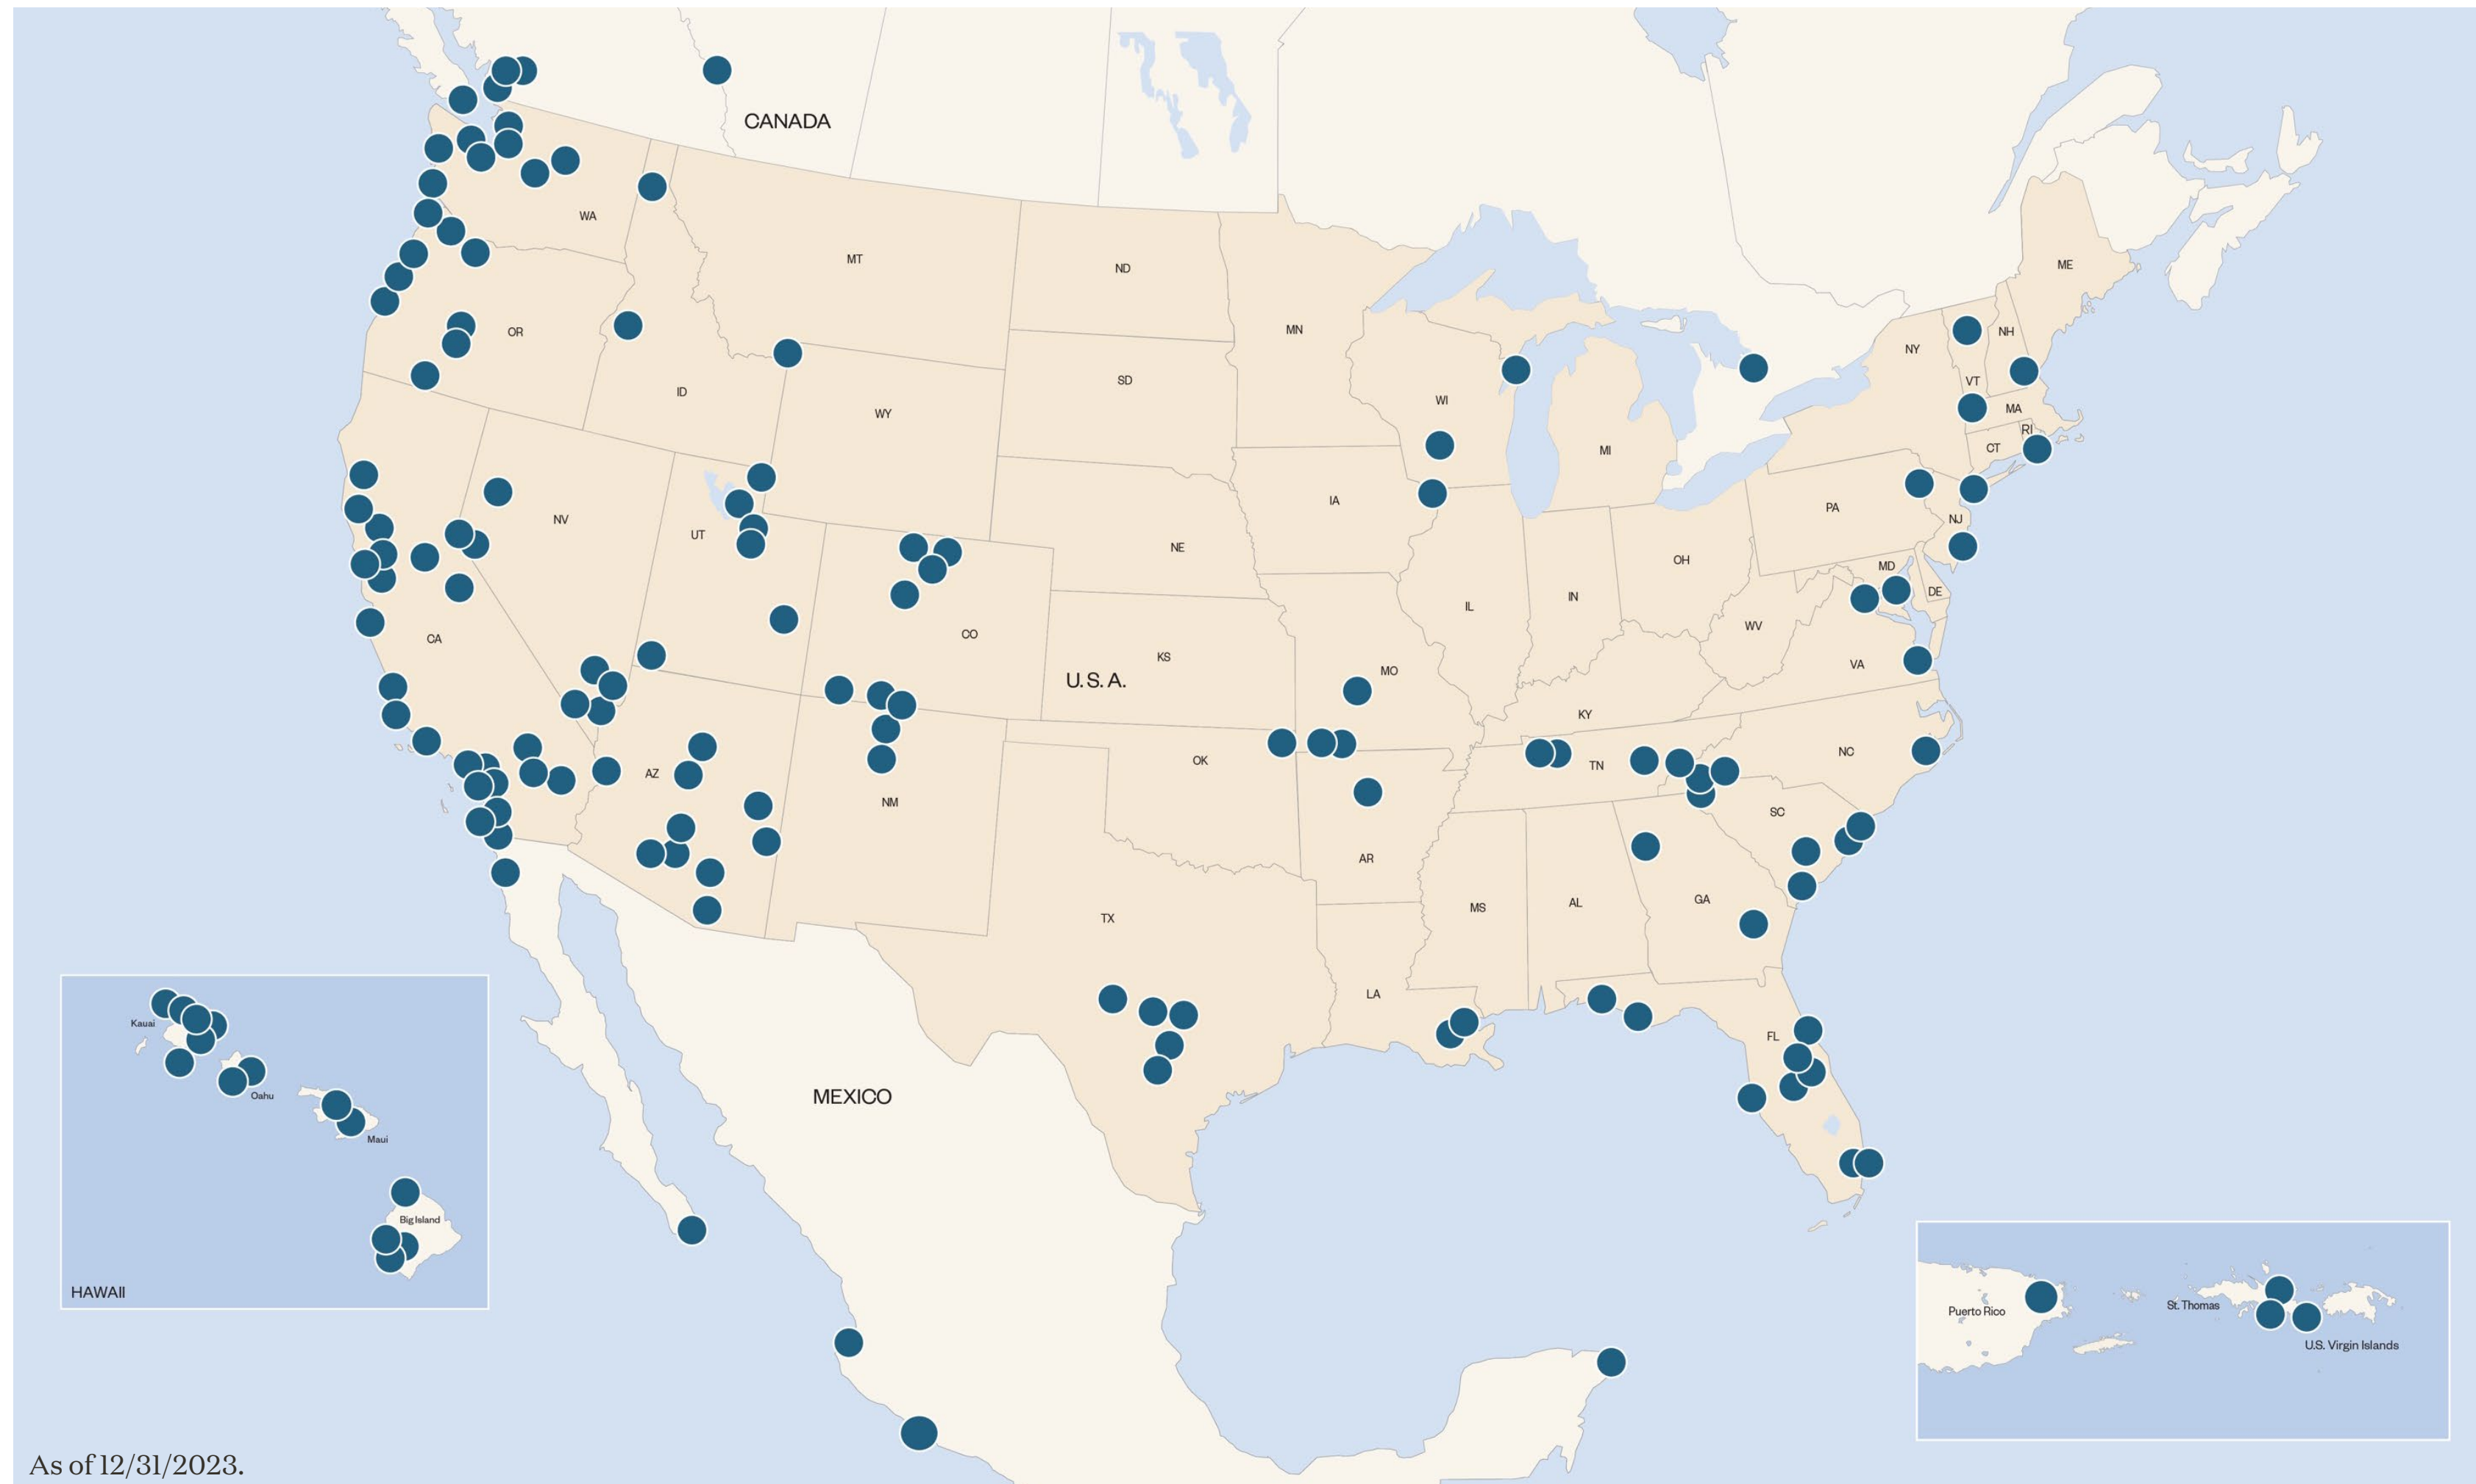 CANADA
WA
MT
ND
ME
MN
OR
NH
NY
SD
VT
ID
WI
WY
MA
RI
CT
MI
IA
PA
NV
NJ
UT
NE
OH
MD
DE
IN
IL
WV
CO
CA
KS
VA
MO
U.S.A.
KY
NC
OK
TN
AZ
NM
SC
AR
GA
AL
MS
TX
LA
Kauai
FL
Oahu
MEXICO
Maui
Big Island
HAWAII
St. Thomas
Puerto Rico
U.S. Virgin Islands
As of 12/31/2023.